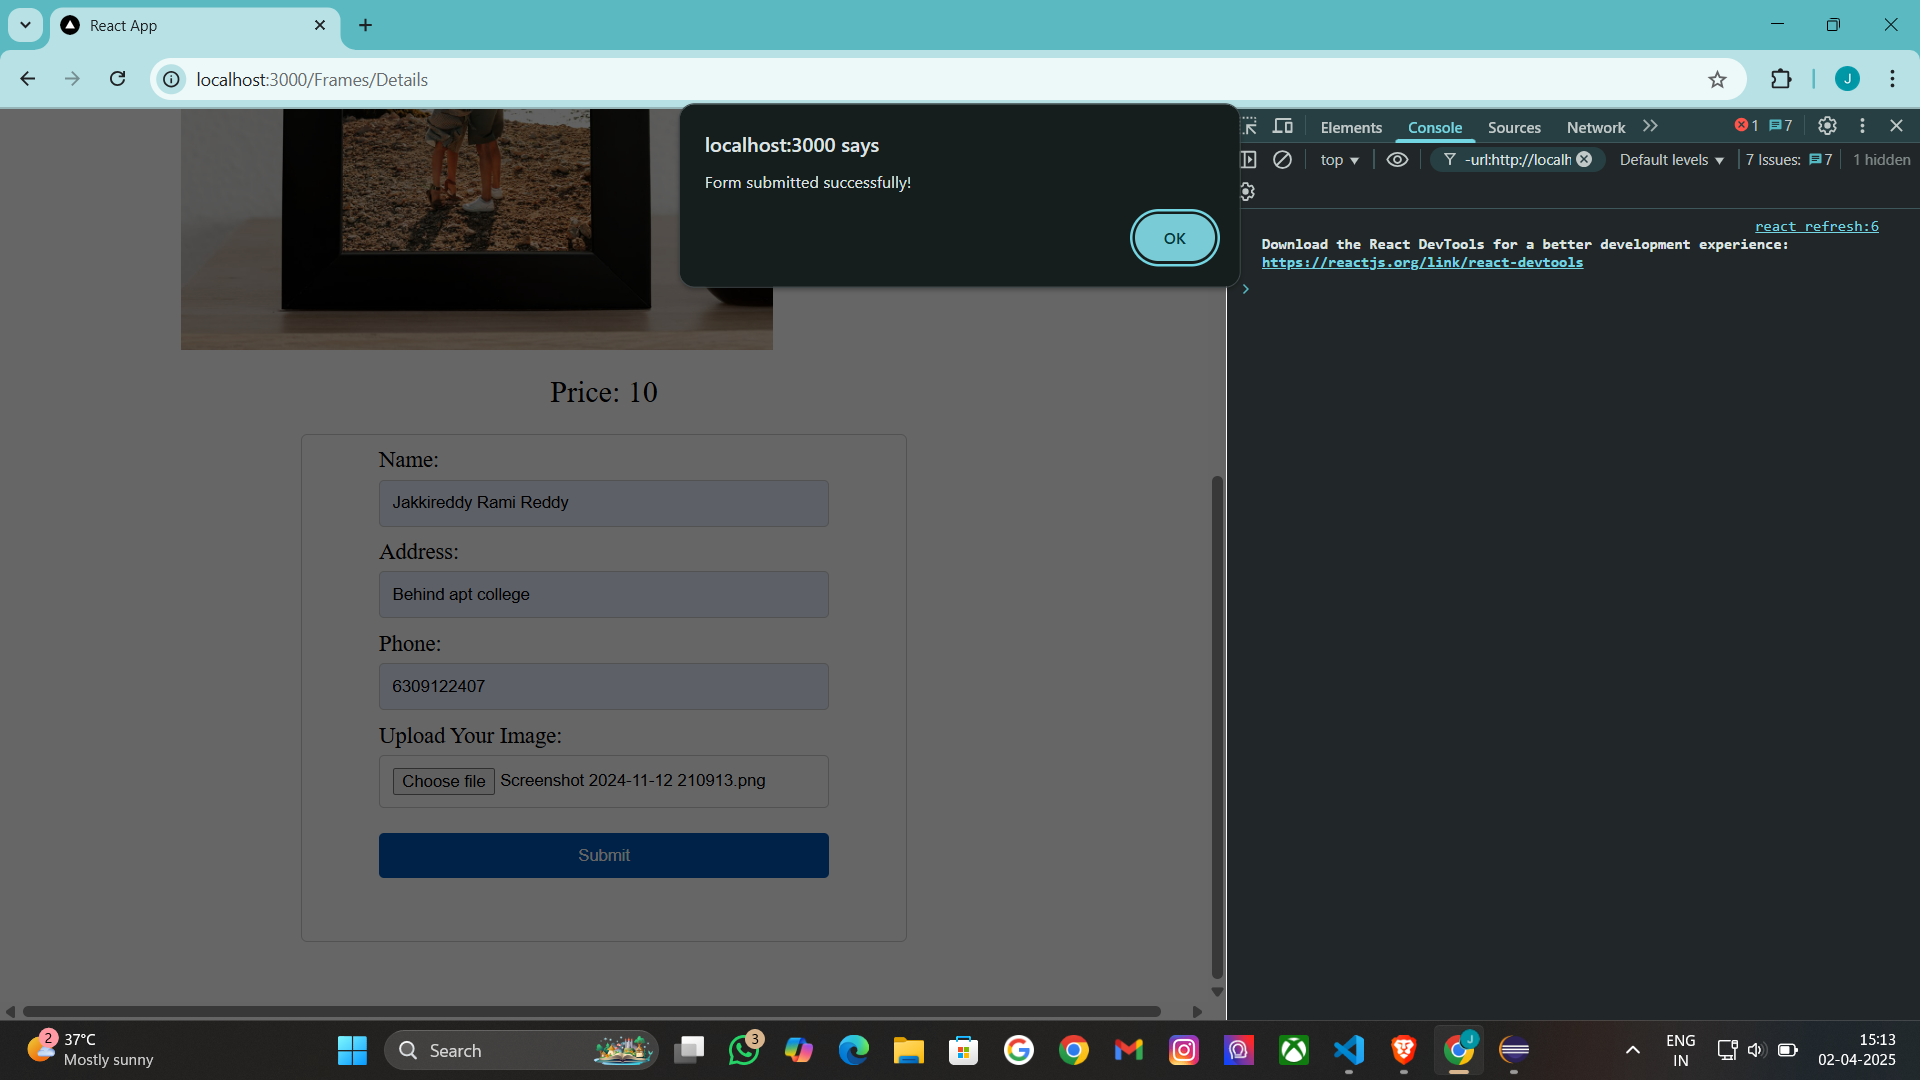 React App
localhost:3000/Frames/Details
J
localhost:3000 says
Form submitted successfully!
OK
Elements
Console
Sources
Network
1
7
top
-url:http://localh
Default levels
7 Issues:
7
1 hidden
react refresh:6
Download the React DevTools for a better development experience:
https://reactjs.org/link/react-devtools
Price: 10
Name:
Jakkireddy Rami Reddy
Address:
Behind apt college
Phone:
6309122407
Upload Your Image:
Choose file Screenshot 2024-11-12 210913.png
Submit
2
37°C
Mostly sunny
Search
3
J
ENG
IN
15:13
02-04-2025